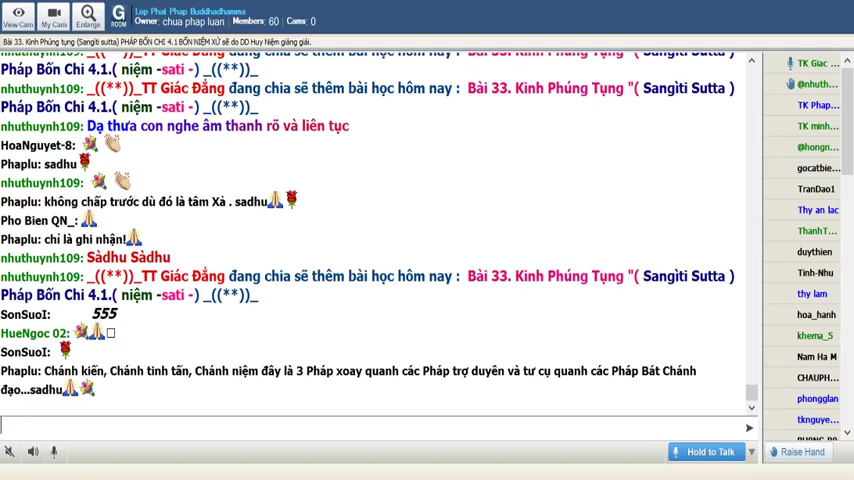 View Cam
My Cam
Enlarge
G
ROOM
Lop Phat Phap Buddhadhamma
Owner: chua phap luan Members: 60 Cams: 0
Bài 33. Kinh Phúng tụng (Sangīti sutta) PHÁP BỐN CHI 4.1 BỐN NIỆM XỨ sẽ do DD Huy Niệm giảng giải.
Pháp Bốn Chi 4.1.( niệm -sati -) _((**))_
nhuthuynh109: _((**))_TT Giác Đẳng đang chia sẽ thêm bài học hôm nay : Bài 33. Kinh Phúng Tụng "( Sangìti Sutta )
Pháp Bốn Chi 4.1.( niệm -sati -) _((**))_
nhuthuynh109: Dạ thưa con nghe âm thanh rõ và liên tục
HoaNguyet-8:
Phaplu: sadhu
nhuthuynh109:
Phaplu: không chấp trước dù đó là tâm Xả . sadhu
Pho Bien QN_:
Phaplu: chỉ là ghi nhận!
nhuthuynh109: Sàdhu Sàdhu
nhuthuynh109: _((**))_TT Giác Đẳng đang chia sẽ thêm bài học hôm nay : Bài 33. Kinh Phúng Tụng "( Sangìti Sutta )
Pháp Bốn Chi 4.1.( niệm -sati -) _((**))_
SonSuoI: 555
HueNgoc 02:
SonSuoI:
Phaplu: Chánh kiến, Chánh tinh tấn, Chánh niệm đây là 3 Pháp xoay quanh các Pháp trợ duyên và tư cụ quanh các Pháp Bát Chánh
đạo...sadhu
TK Giac ...
@nhuth...
TK Phap...
TK minh...
@hongn...
gocatbie...
TranDao1
Thy an lac
ThanhT...
duythien
Tinh-Nhu
thy lam
hoa_hanh
khema_5
Nam Ha M
CHAUPH...
phongglan
tknguye...
Hold to Talk
Raise Hand